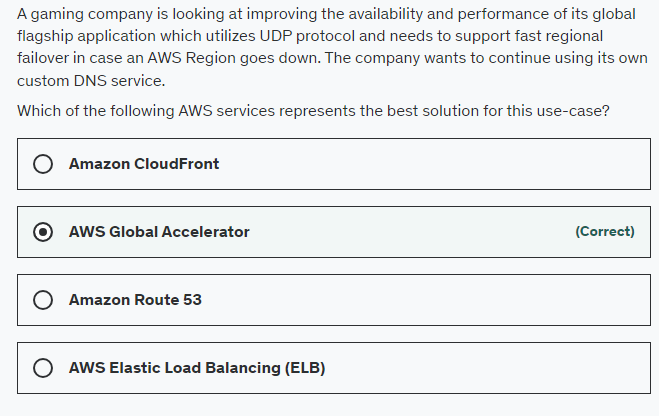 A gaming company is looking at improving the availability and performance of its global
flagship application which utilizes UDP protocol and needs to support fast regional
failover in case an AWS Region goes down. The company wants to continue using its own
custom DNS service.
Which of the following AWS services represents the best solution for this use-case?
Amazon CloudFront
AWS Global Accelerator (Correct)
Amazon Route 53
AWS Elastic Load Balancing (ELB)